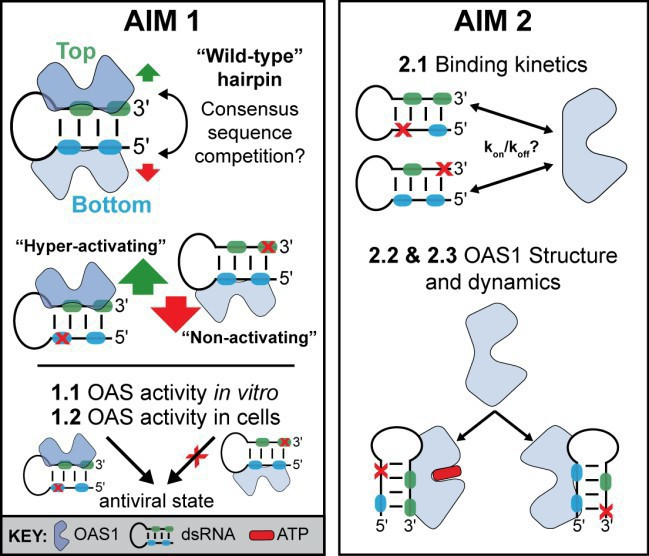 AIM 1
Top
3'
5'
Bottom
“Wild-type”
hairpin
Consensus
sequence
competition?
“Hyper-activating”
3'
5'
3'
5'
“Non-activating”
1.1 OAS activity in vitro
1.2 OAS activity in cells
3'
5'
3'
5'
antiviral state
KEY: OAS1 dsRNA ATP
AIM 2
2.1 Binding kinetics
3'
5'
kon/koff?
3'
5'
2.2 & 2.3 OAS1 Structure
and dynamics
5' 3'
5' 3'